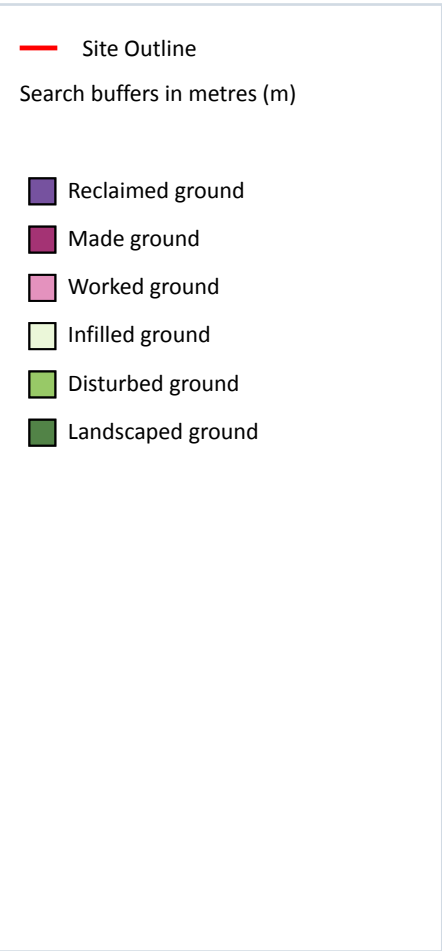 Site Outline
Search buffers in metres (m)
Reclaimed ground
Made ground
Worked ground
Infilled ground
Disturbed ground
Landscaped ground